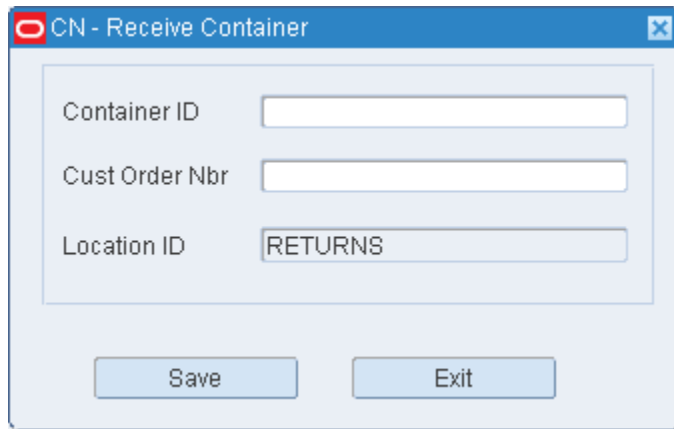 CN - Receive Container
Container ID
Cust Order Nbr
Location ID RETURNS
Save Exit